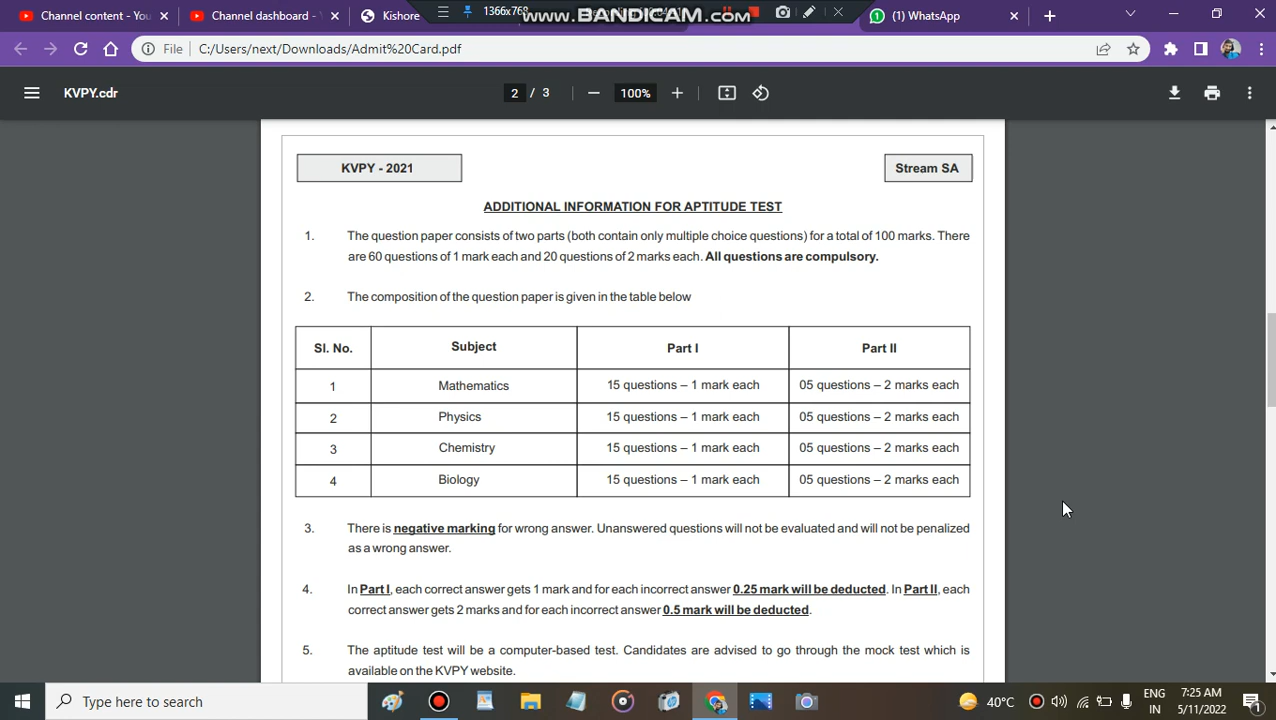 Channel content - You
Channel dashboard - Y
Kishore
1366x768
www.BANDICAM.com
(1) WhatsApp
File C:/Users/next/Downloads/Admit%20Card.pdf
KVPY.cdr
2 / 3
100%
KVPY - 2021
Stream SA
ADDITIONAL INFORMATION FOR APTITUDE TEST
1. The question paper consists of two parts (both contain only multiple choice questions) for a total of 100 marks. There
are 60 questions of 1 mark each and 20 questions of 2 marks each. All questions are compulsory.
2. The composition of the question paper is given in the table below
Sl. No. Subject Part I Part II
1 Mathematics 15 questions – 1 mark each 05 questions – 2 marks each
2 Physics 15 questions – 1 mark each 05 questions – 2 marks each
3 Chemistry 15 questions – 1 mark each 05 questions – 2 marks each
4 Biology 15 questions – 1 mark each 05 questions – 2 marks each
3. There is negative marking for wrong answer. Unanswered questions will not be evaluated and will not be penalized
as a wrong answer.
4. In Part I, each correct answer gets 1 mark and for each incorrect answer 0.25 mark will be deducted. In Part II, each
correct answer gets 2 marks and for each incorrect answer 0.5 mark will be deducted.
5. The aptitude test will be a computer-based test. Candidates are advised to go through the mock test which is
available on the KVPY website.
Type here to search
40°C
ENG
IN
7:25 AM
5/11/2022